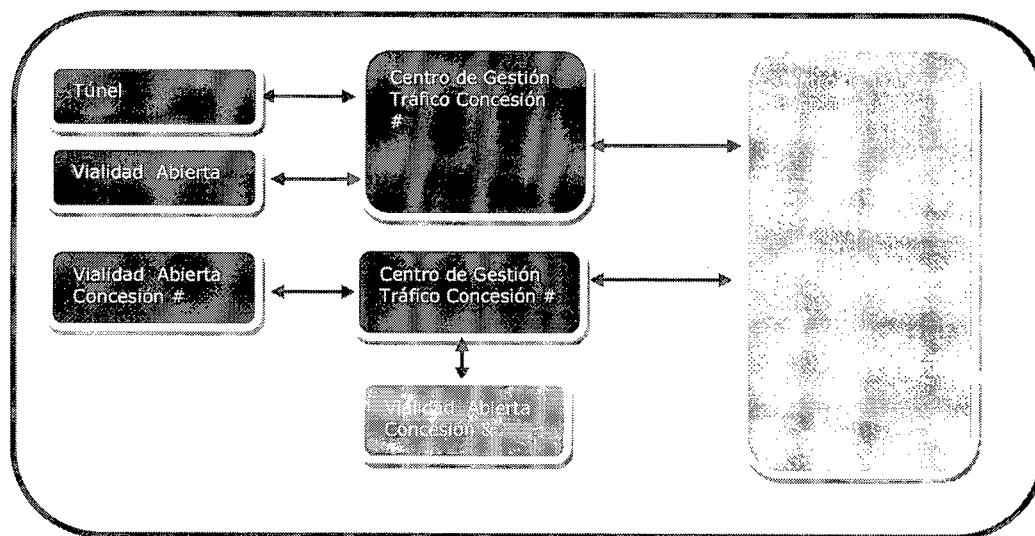 Túnel
Centro de Gestión
Tráfico Concesión
#
Vialidad Abierta
Vialidad Abierta
Concesión #
Centro de Gestión
Tráfico Concesión #
Vialidad Abierta
Concesión &